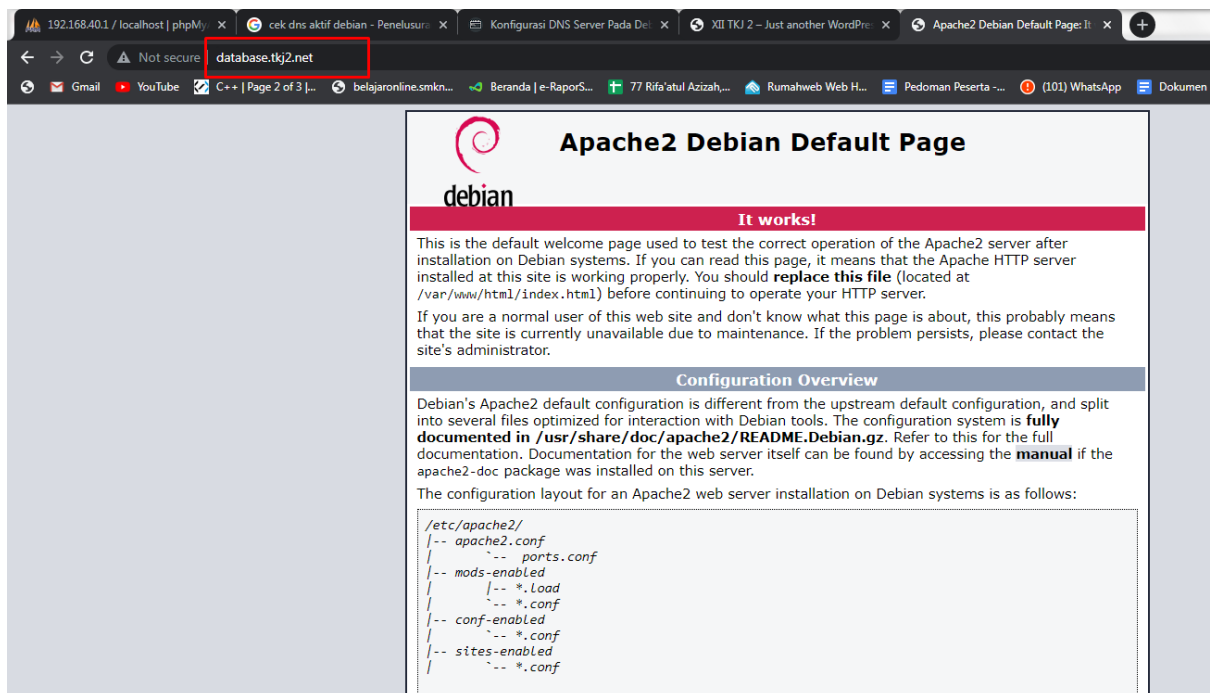 192.168.40.1 / localhost | phpMy
cek dns aktif debian - Penelusura
Konfigurasi DNS Server Pada Del
XII TKJ 2 – Just another WordPres
Apache2 Debian Default Page: It
Not secure | database.tkj2.net
Gmail
YouTube
C++ | Page 2 of 3 |...
belajaronline.smkn...
Beranda | e-RaporS...
77 Rifa'atul Azizah,...
Rumahweb Web H...
Pedoman Peserta -...
(101) WhatsApp
Dokumen
debian
Apache2 Debian Default Page
It works!
This is the default welcome page used to test the correct operation of the Apache2 server after
installation on Debian systems. If you can read this page, it means that the Apache HTTP server
installed at this site is working properly. You should replace this file (located at
/var/www/html/index.html) before continuing to operate your HTTP server.
If you are a normal user of this web site and don't know what this page is about, this probably means
that the site is currently unavailable due to maintenance. If the problem persists, please contact the
site's administrator.
Configuration Overview
Debian's Apache2 default configuration is different from the upstream default configuration, and split
into several files optimized for interaction with Debian tools. The configuration system is fully
documented in /usr/share/doc/apache2/README.Debian.gz. Refer to this for the full
documentation. Documentation for the web server itself can be found by accessing the manual if the
apache2-doc package was installed on this server.
The configuration layout for an Apache2 web server installation on Debian systems is as follows:
/etc/apache2/
|-- apache2.conf
|       `--  ports.conf
|-- mods-enabled
|       |-- *.load
|       `-- *.conf
|-- conf-enabled
|       `-- *.conf
|-- sites-enabled
|       `-- *.conf